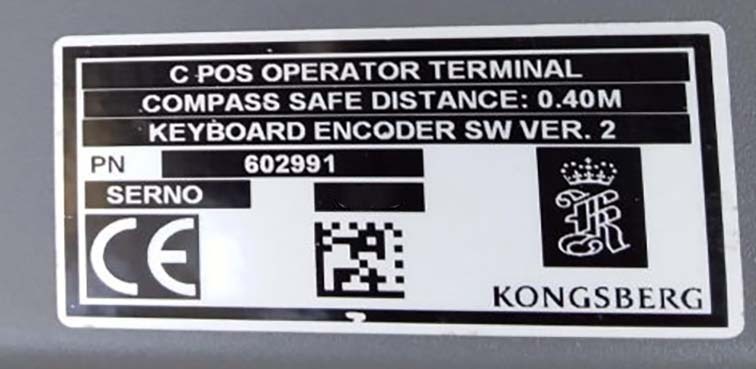 C POS OPERATOR TERMINAL
COMPASS SAFE DISTANCE: 0.40M
KEYBOARD ENCODER SW VER. 2
PN 602991
SERNO
CE
KONGSBERG